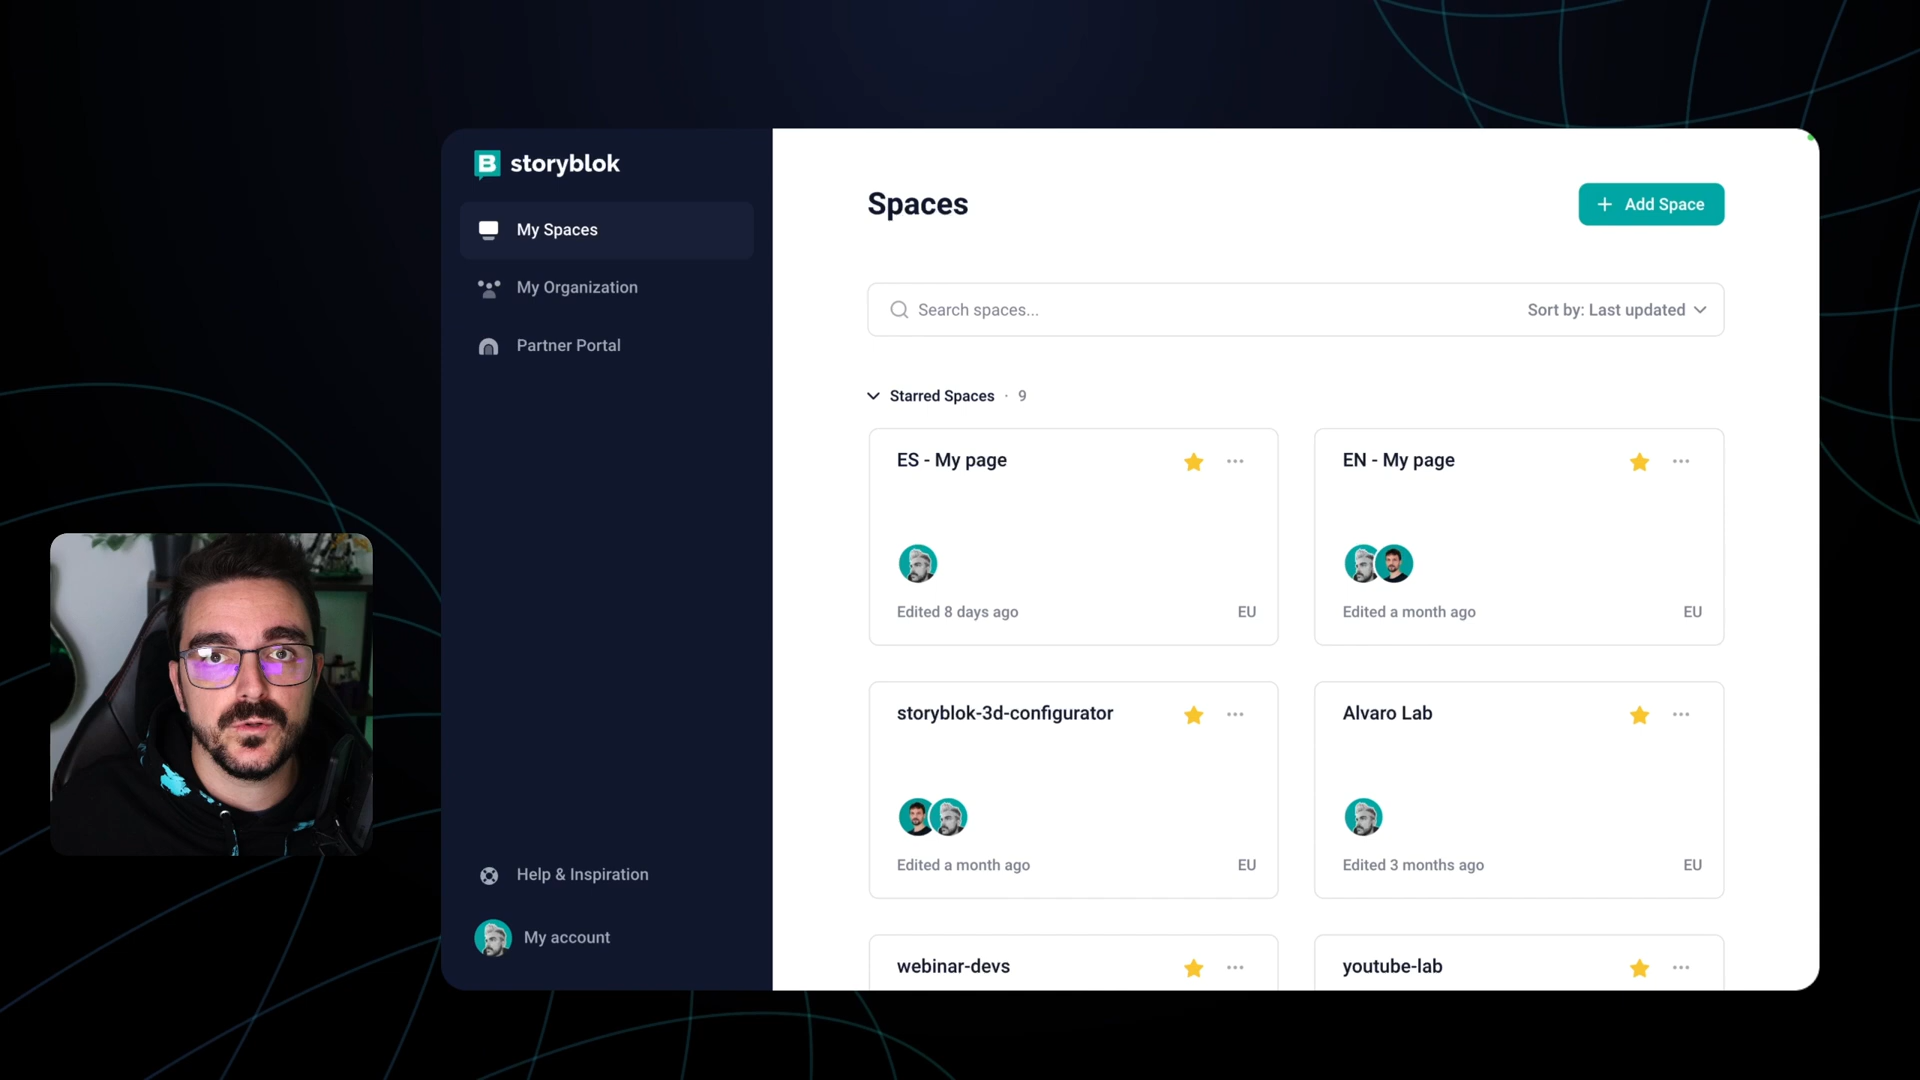 storyblok
My Spaces
My Organization
Partner Portal
Help & Inspiration
My account
Spaces
+ Add Space
Search spaces...
Sort by: Last updated
Starred Spaces · 9
ES - My page
Edited 8 days ago
EU
EN - My page
Edited a month ago
EU
storyblok-3d-configurator
Edited a month ago
EU
Alvaro Lab
Edited 3 months ago
EU
webinar-devs
youtube-lab